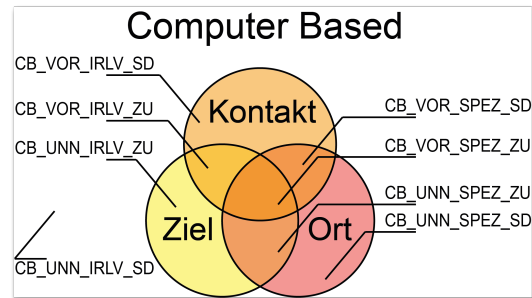 Computer Based
CB_VOR_IRLV_SD
CB_VOR_IRLV_ZU
CB_UNN_IRLV_ZU
CB_UNN_IRLV_SD
Kontakt
Ziel
Ort
CB_VOR_SPEZ_SD
CB_VOR_SPEZ_ZU
CB_UNN_SPEZ_ZU
CB_UNN_SPEZ_SD